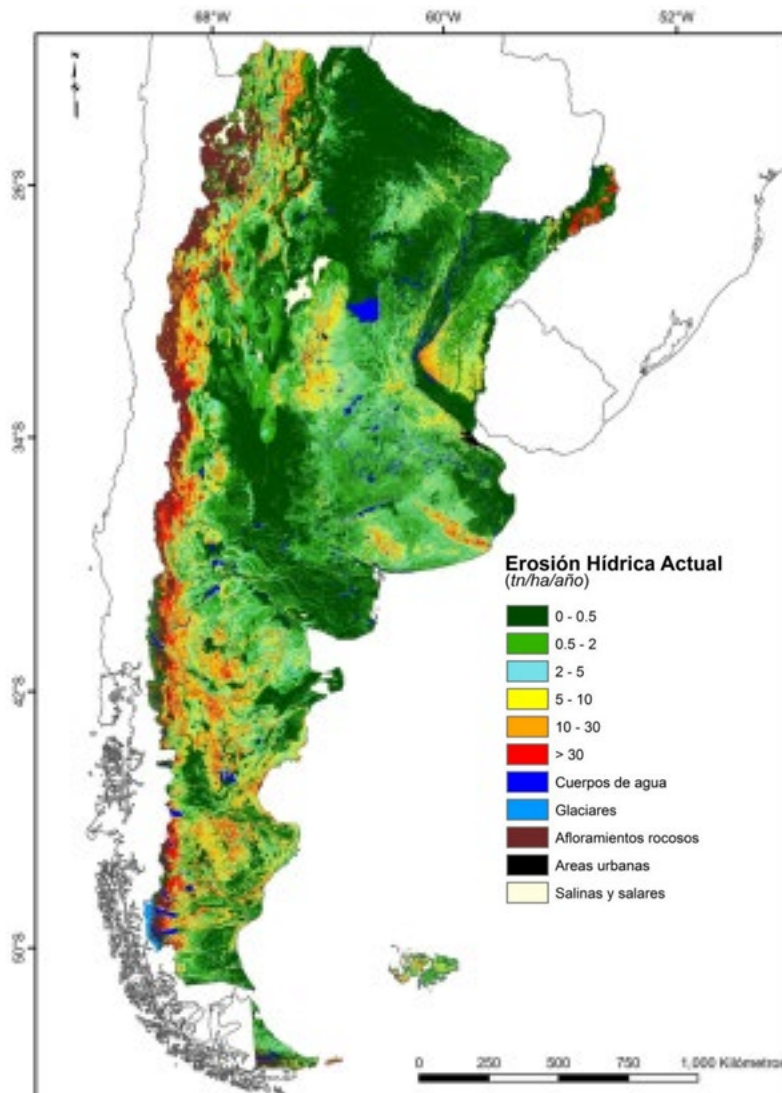 68°W 60°W 52°W
26°S
34°S
42°S
50°S
Erosión Hídrica Actual
(tn/ha/año)
0 - 0.5
0.5 - 2
2 - 5
5 - 10
10 - 30
> 30
Cuerpos de agua
Glaciares
Afloramientos rocosos
Areas urbanas
Salinas y salares
0 250 500 750 1,000 Kilómetros